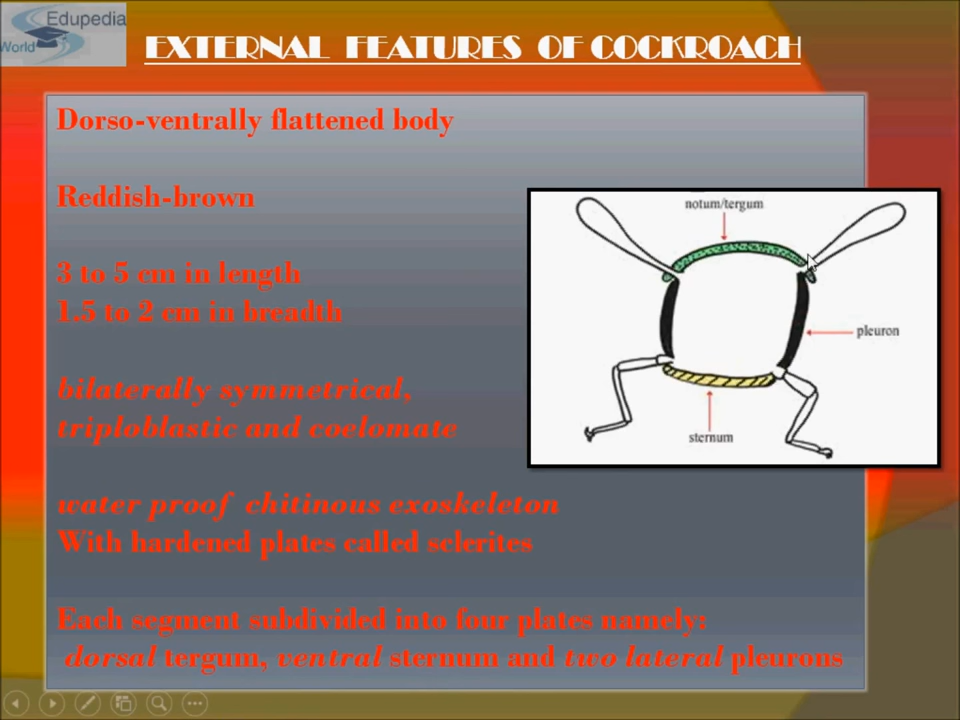 Edupedia
World
EXTERNAL FEATURES OF COCKROACH
Dorso-ventrally flattened body
Reddish-brown
3 to 5 cm in length
1.5 to 2 cm in breadth
bilaterally symmetrical,
triploblastic and coelomate
water proof chitinous exoskeleton
With hardened plates called sclerites
Each segment subdivided into four plates namely:
dorsal tergum, ventral sternum and two lateral pleurons
notum/tergum
pleuron
sternum